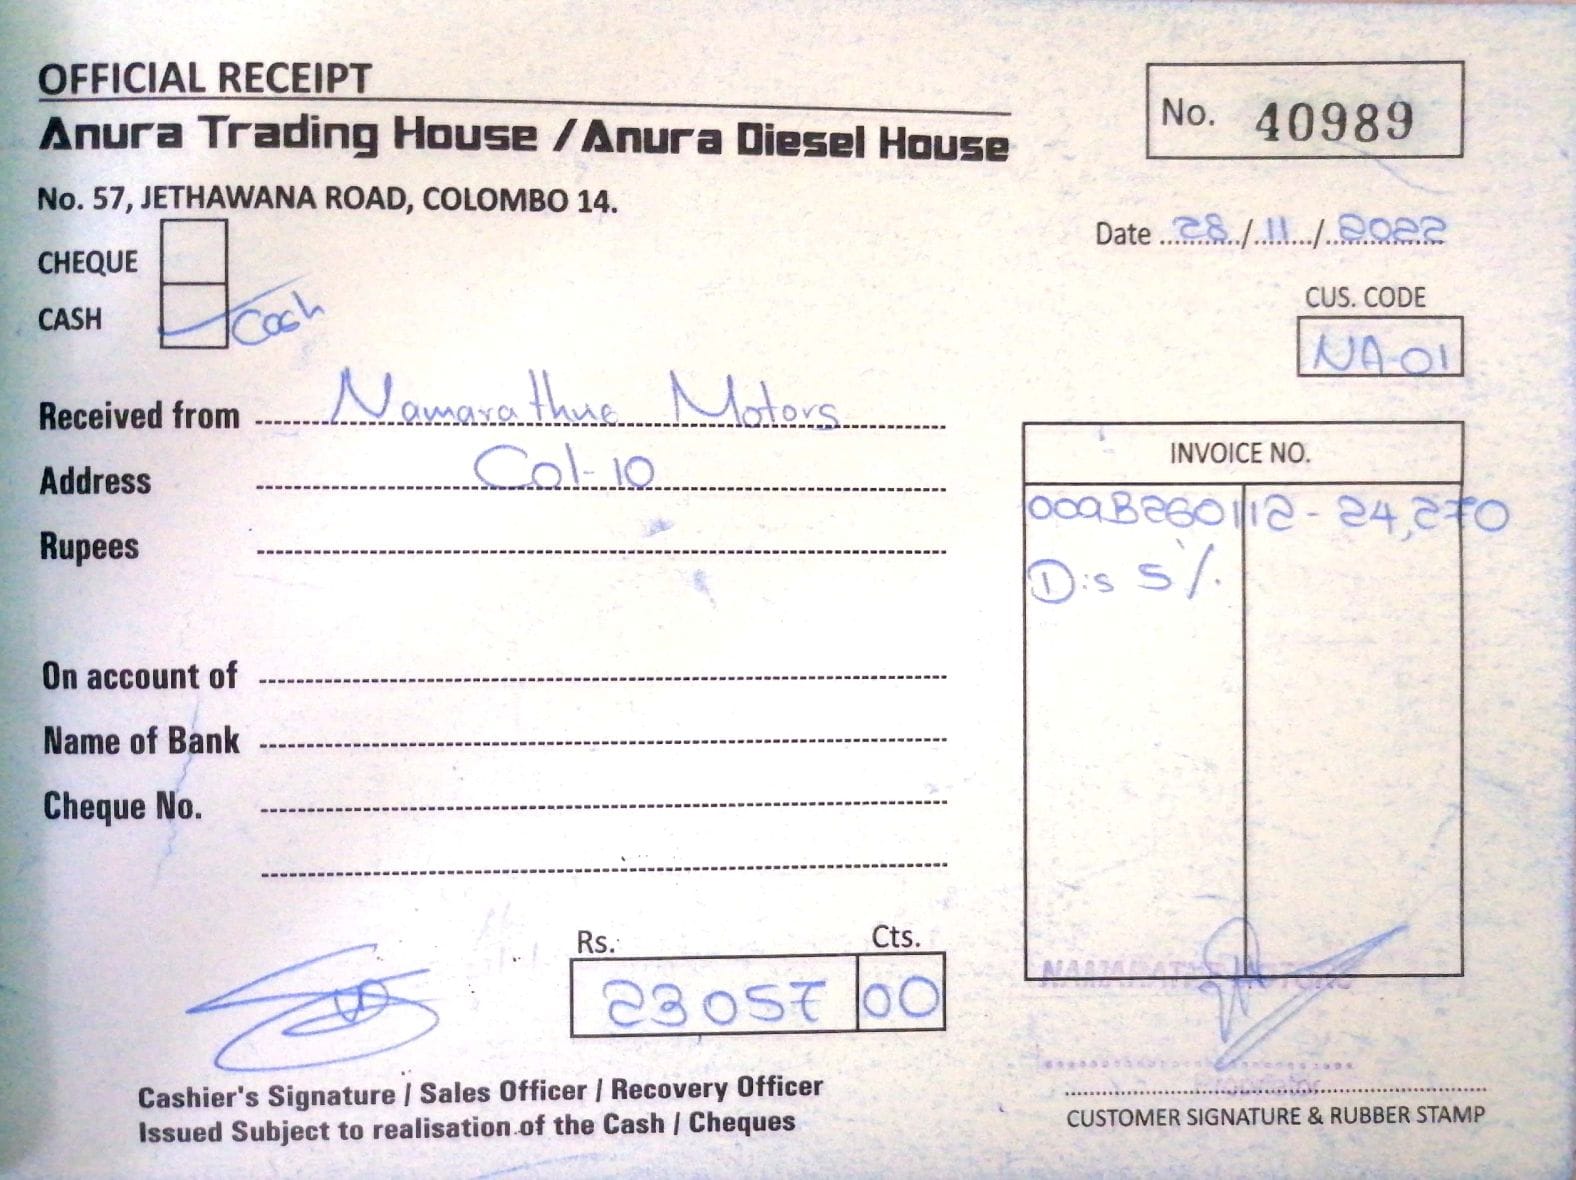 OFFICIAL RECEIPT
Anura Trading House / Anura Diesel House
No. 57, JETHAWANA ROAD, COLOMBO 14.
No. 40989
Date 28/11/2022
CHEQUE
CASH Cash
CUS. CODE
NA-01
Received from Namarathue Motors
Address Col-10
Rupees
On account of
Name of Bank
Cheque No.
INVOICE NO.
009B260112 - 24,270
Dis 5%
Rs. Cts.
23057 00
Cashier's Signature / Sales Officer / Recovery Officer
Issued Subject to realisation of the Cash / Cheques
CUSTOMER SIGNATURE & RUBBER STAMP